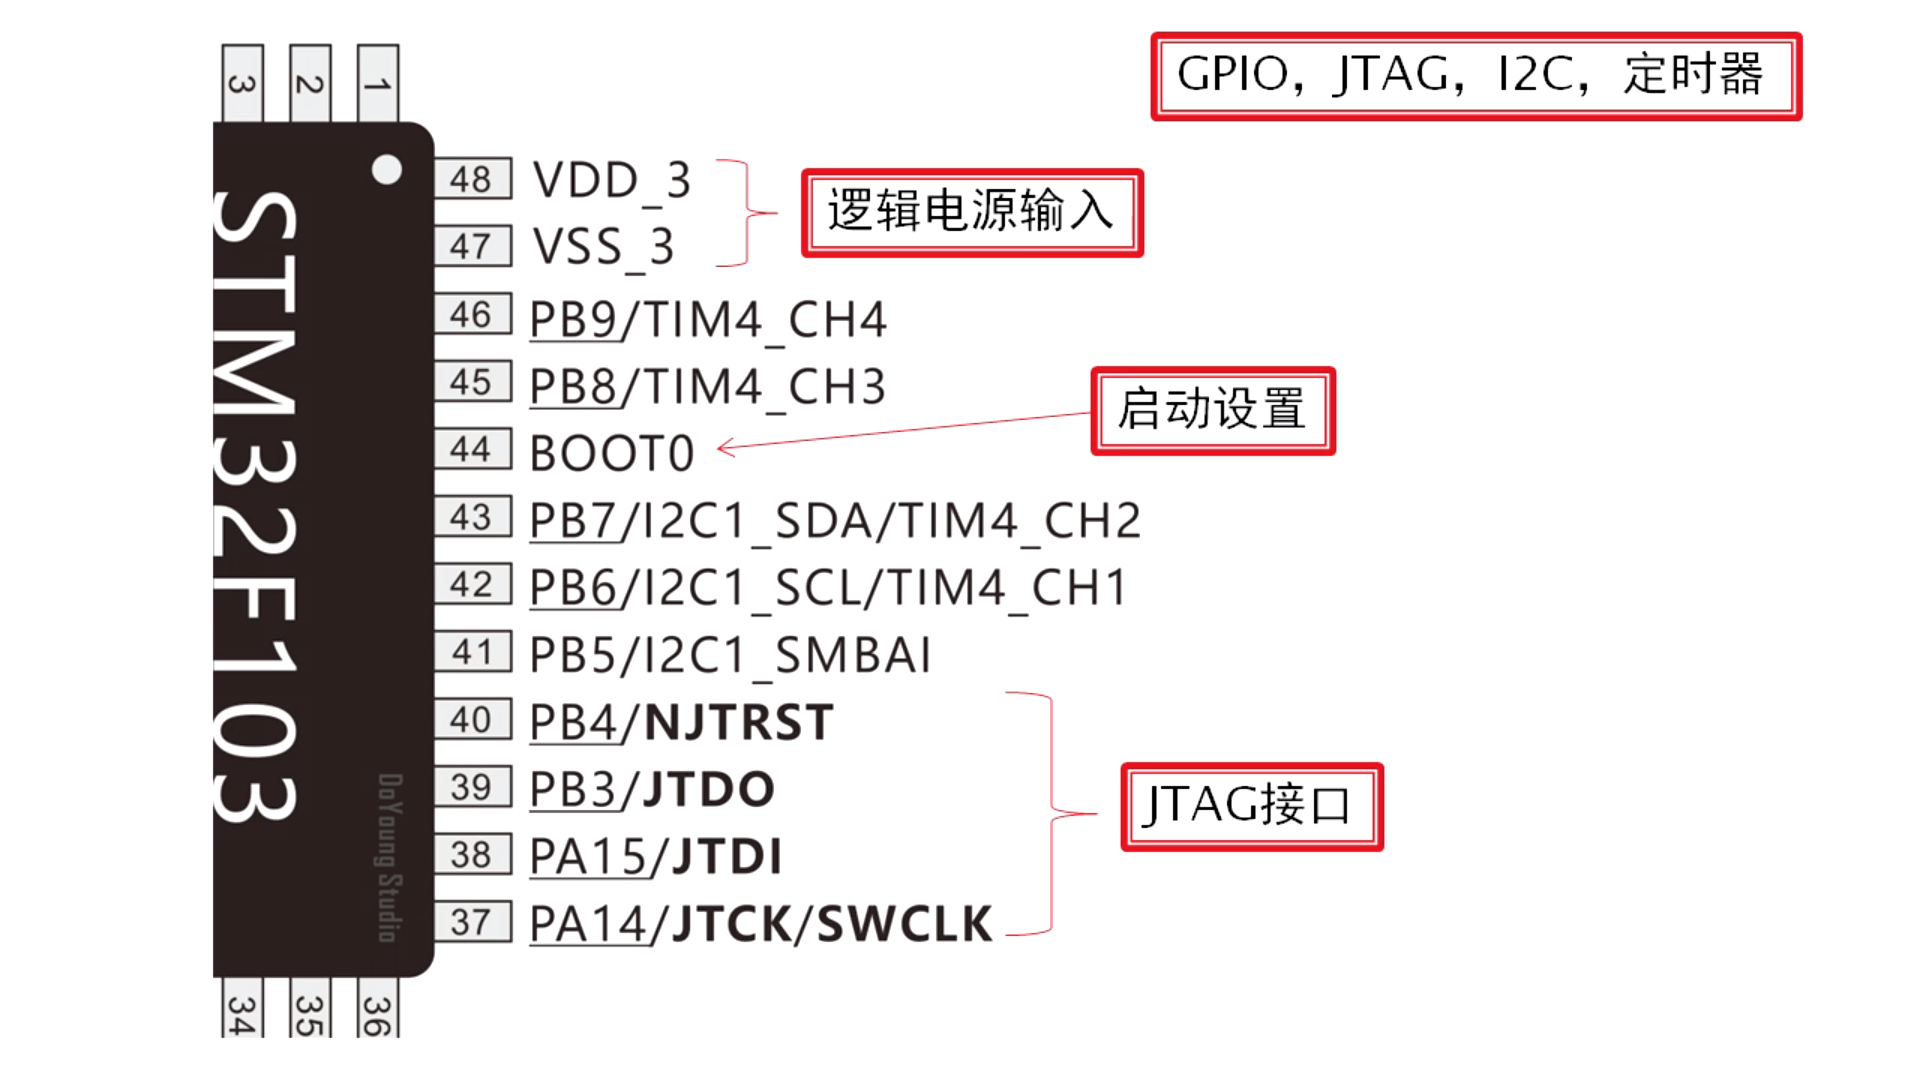 GPIO，JTAG，I2C，定时器
3 2 1
STM32F103
DoYoung Studio
48 VDD_3
47 VSS_3
逻辑电源输入
46 PB9/TIM4_CH4
45 PB8/TIM4_CH3
启动设置
44 BOOT0
43 PB7/I2C1_SDA/TIM4_CH2
42 PB6/I2C1_SCL/TIM4_CH1
41 PB5/I2C1_SMBAI
40 PB4/NJTRST
39 PB3/JTDO
JTAG接口
38 PA15/JTDI
37 PA14/JTCK/SWCLK
34 35 36